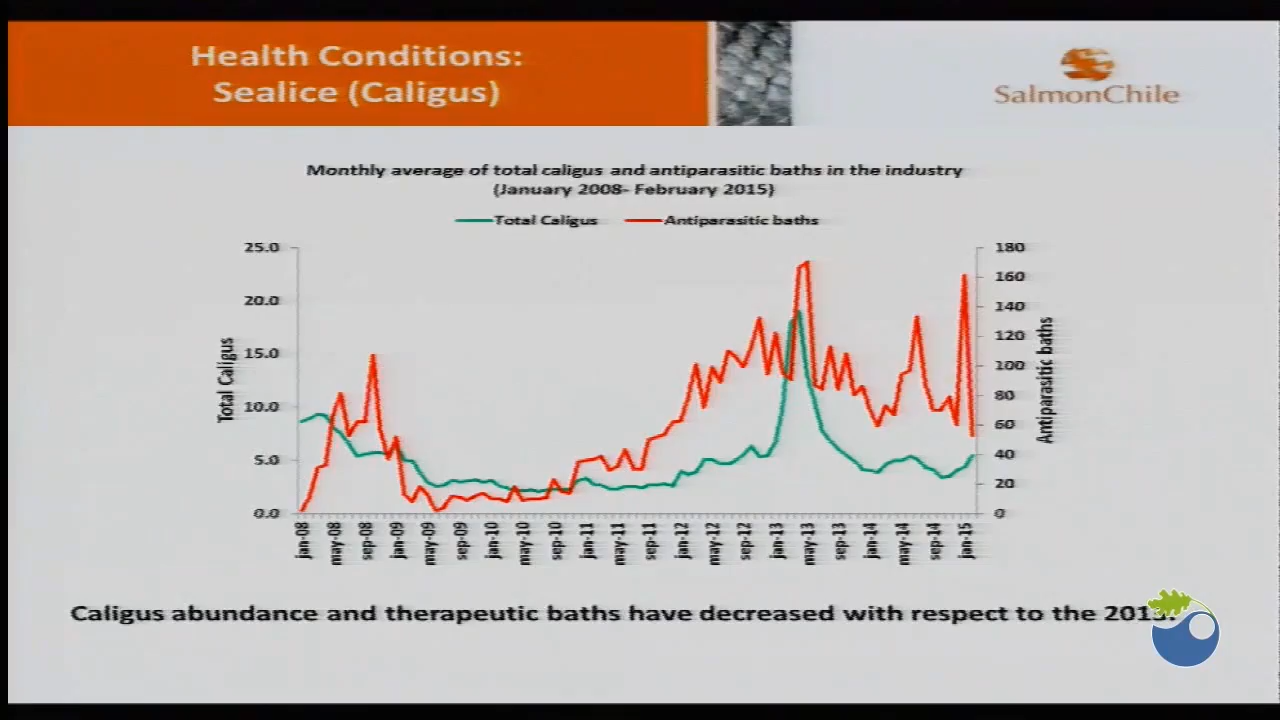 Health Conditions:
Sealice (Caligus)
SalmonChile
Monthly average of total caligus and antiparasitic baths in the industry
(January 2008- February 2015)
Total Caligus
Antiparasitic baths
25.0
20.0
15.0
10.0
5.0
0.0
Total Caligus
180
160
140
120
100
80
60
40
20
0
Antiparasitic baths
jan-08
may-08
sep-08
jan-09
may-09
sep-09
jan-10
may-10
sep-10
jan-11
may-11
sep-11
jan-12
may-12
sep-12
jan-13
may-13
sep-13
jan-14
may-14
sep-14
jan-15
Caligus abundance and therapeutic baths have decreased with respect to the 2013.